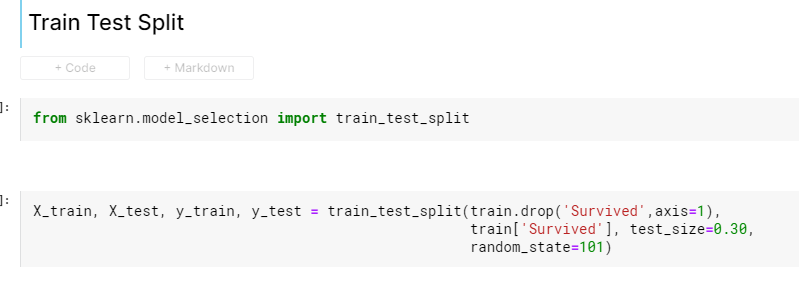 Train Test Split
+ Code + Markdown
]:
from sklearn.model_selection import train_test_split
]:
X_train, X_test, y_train, y_test = train_test_split(train.drop('Survived',axis=1),
train['Survived'], test_size=0.30,
random_state=101)